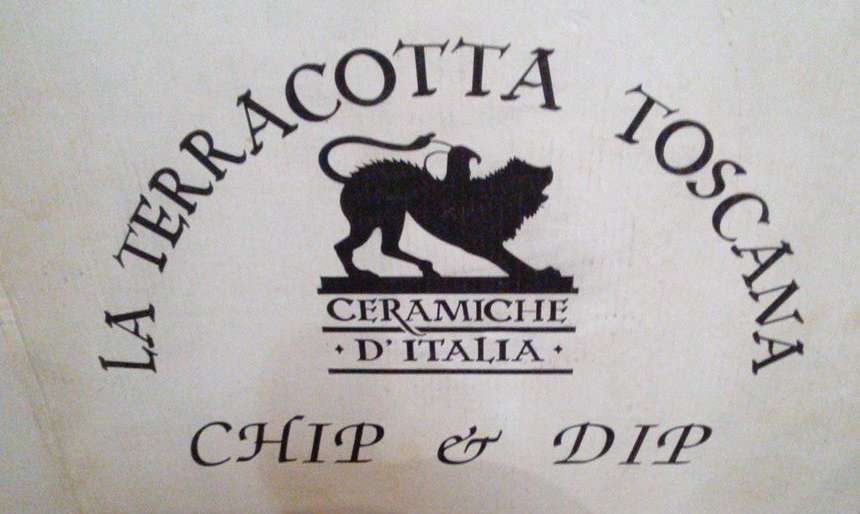 LA TERRACOTTA TOSCANA
CERAMICHE
· D'ITALIA ·
CHIP & DIP